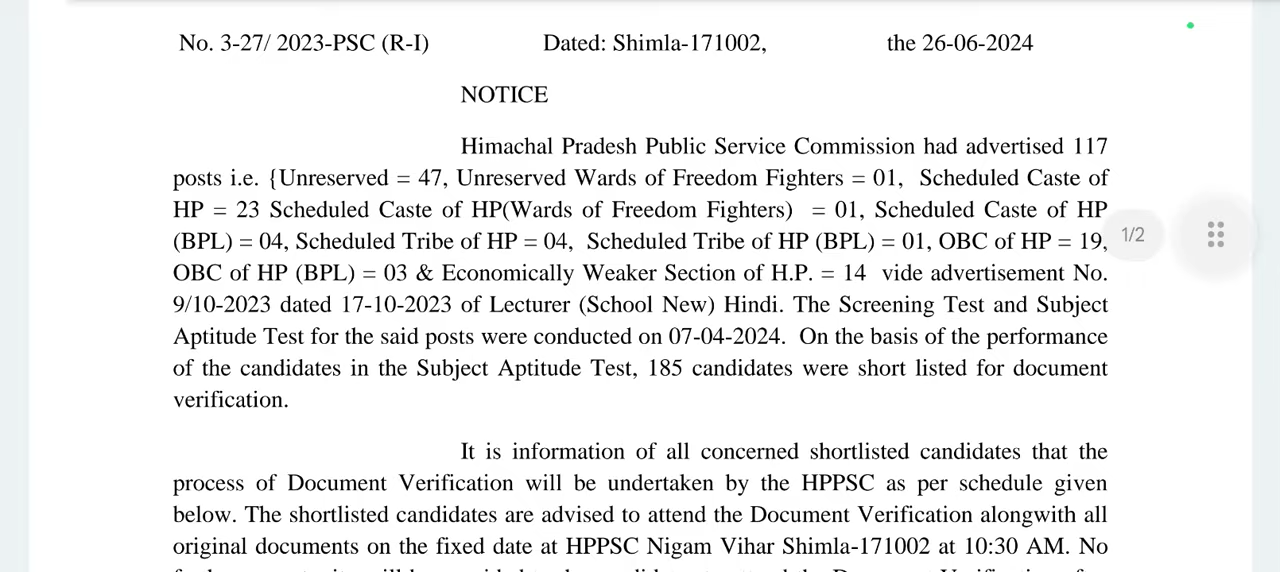 No. 3-27/ 2023-PSC (R-I) Dated: Shimla-171002, the 26-06-2024
NOTICE
Himachal Pradesh Public Service Commission had advertised 117
posts i.e. {Unreserved = 47, Unreserved Wards of Freedom Fighters = 01, Scheduled Caste of
HP = 23 Scheduled Caste of HP(Wards of Freedom Fighters) = 01, Scheduled Caste of HP
(BPL) = 04, Scheduled Tribe of HP = 04, Scheduled Tribe of HP (BPL) = 01, OBC of HP = 19,
1/2
OBC of HP (BPL) = 03 & Economically Weaker Section of H.P. = 14 vide advertisement No.
9/10-2023 dated 17-10-2023 of Lecturer (School New) Hindi. The Screening Test and Subject
Aptitude Test for the said posts were conducted on 07-04-2024. On the basis of the performance
of the candidates in the Subject Aptitude Test, 185 candidates were short listed for document
verification.
It is information of all concerned shortlisted candidates that the
process of Document Verification will be undertaken by the HPPSC as per schedule given
below. The shortlisted candidates are advised to attend the Document Verification alongwith all
original documents on the fixed date at HPPSC Nigam Vihar Shimla-171002 at 10:30 AM. No